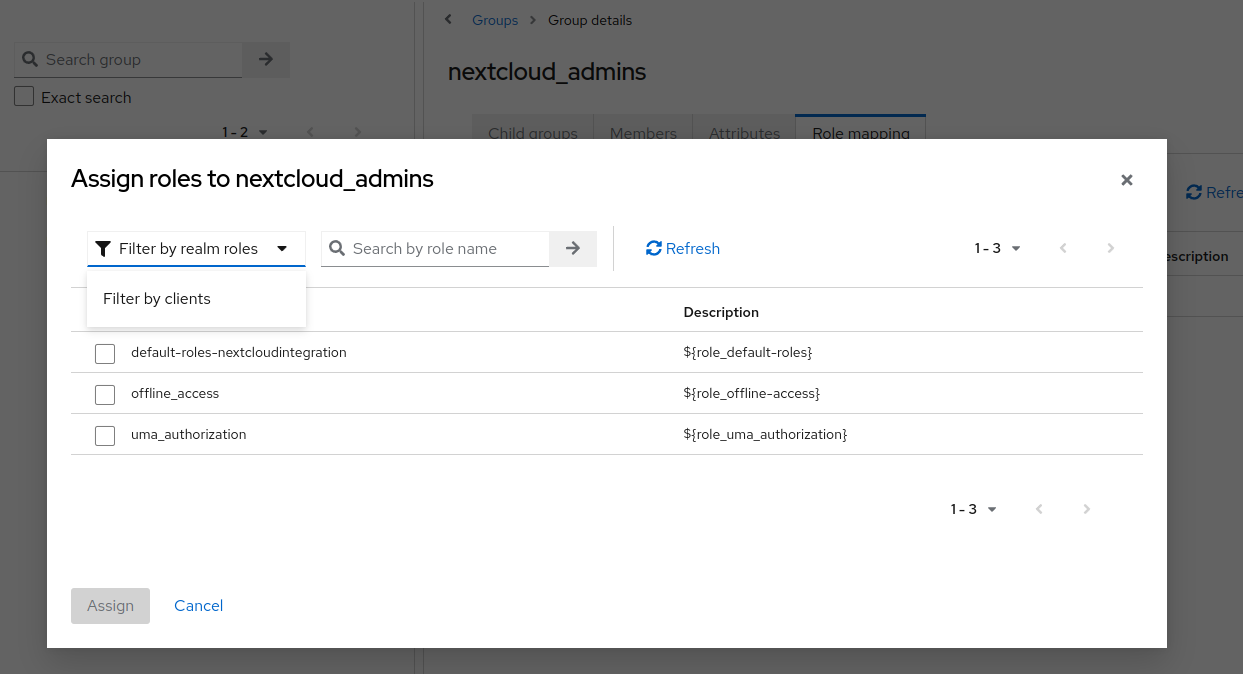 Groups Group details
Search group
nextcloud_admins
Exact search
1 - 2
Child groups Members Attributes Role mapping
Assign roles to nextcloud_admins
Refre
Filter by realm roles Search by role name Refresh 1 - 3
escription
Filter by clients
Description
default-roles-nextcloudintegration ${role_default-roles}
offline_access ${role_offline-access}
uma_authorization ${role_uma_authorization}
1 - 3
Assign Cancel